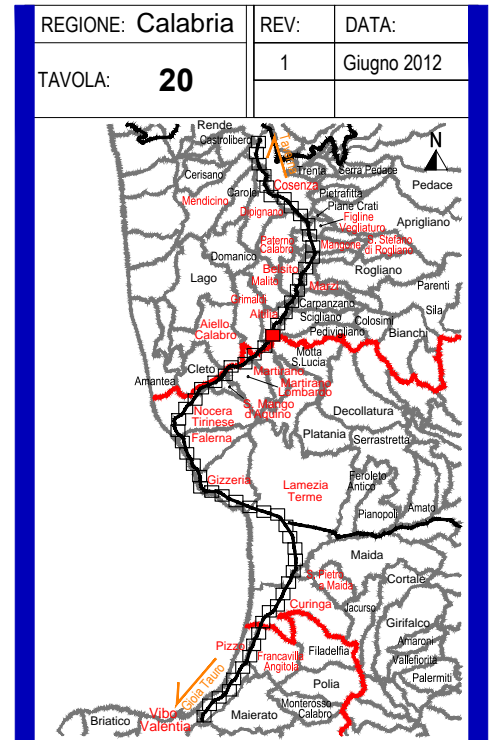 REGIONE: Calabria
REV:
DATA:
TAVOLA: 20
1
Giugno 2012
N
Rende
Castrolibero
Trenta
Serra Pedace
Pedace
Cerisano
Cosenza
Carolei
Pietrafitta
Mendicino
Dipignano
Piane Crati
Figline
Vegliaturo
Aprigliano
Paterno
Calabro
Mangone
S. Stefano
di Rogliano
Domanico
Belsito
Rogliano
Lago
Malito
Marzi
Parenti
Grimaldi
Carpanzano
Sila
Altilia
Scigliano
Colosimi
Aiello
Calabro
Pedivigliano
Bianchi
Motta
S.Lucia
Cleto
Martirano
Amantea
Martirano
Lombardo
Nocera
Tirinese
S. Mango
d'Aquino
Decollatura
Falerna
Platania
Serrastretta
Gizzeria
Lamezia
Terme
Feroleto
Antico
Pianopoli
Amato
Maida
S. Pietro
a Maida
Cortale
Curinga
Jacurso
Girifalco
Pizzo
Filadelfia
Amaroni
Francavilla
Angitola
Vallefiorita
Gioia Tauro
Polia
Palermiti
Vibo
Valentia
Monterosso
Calabro
Briatico
Maierato